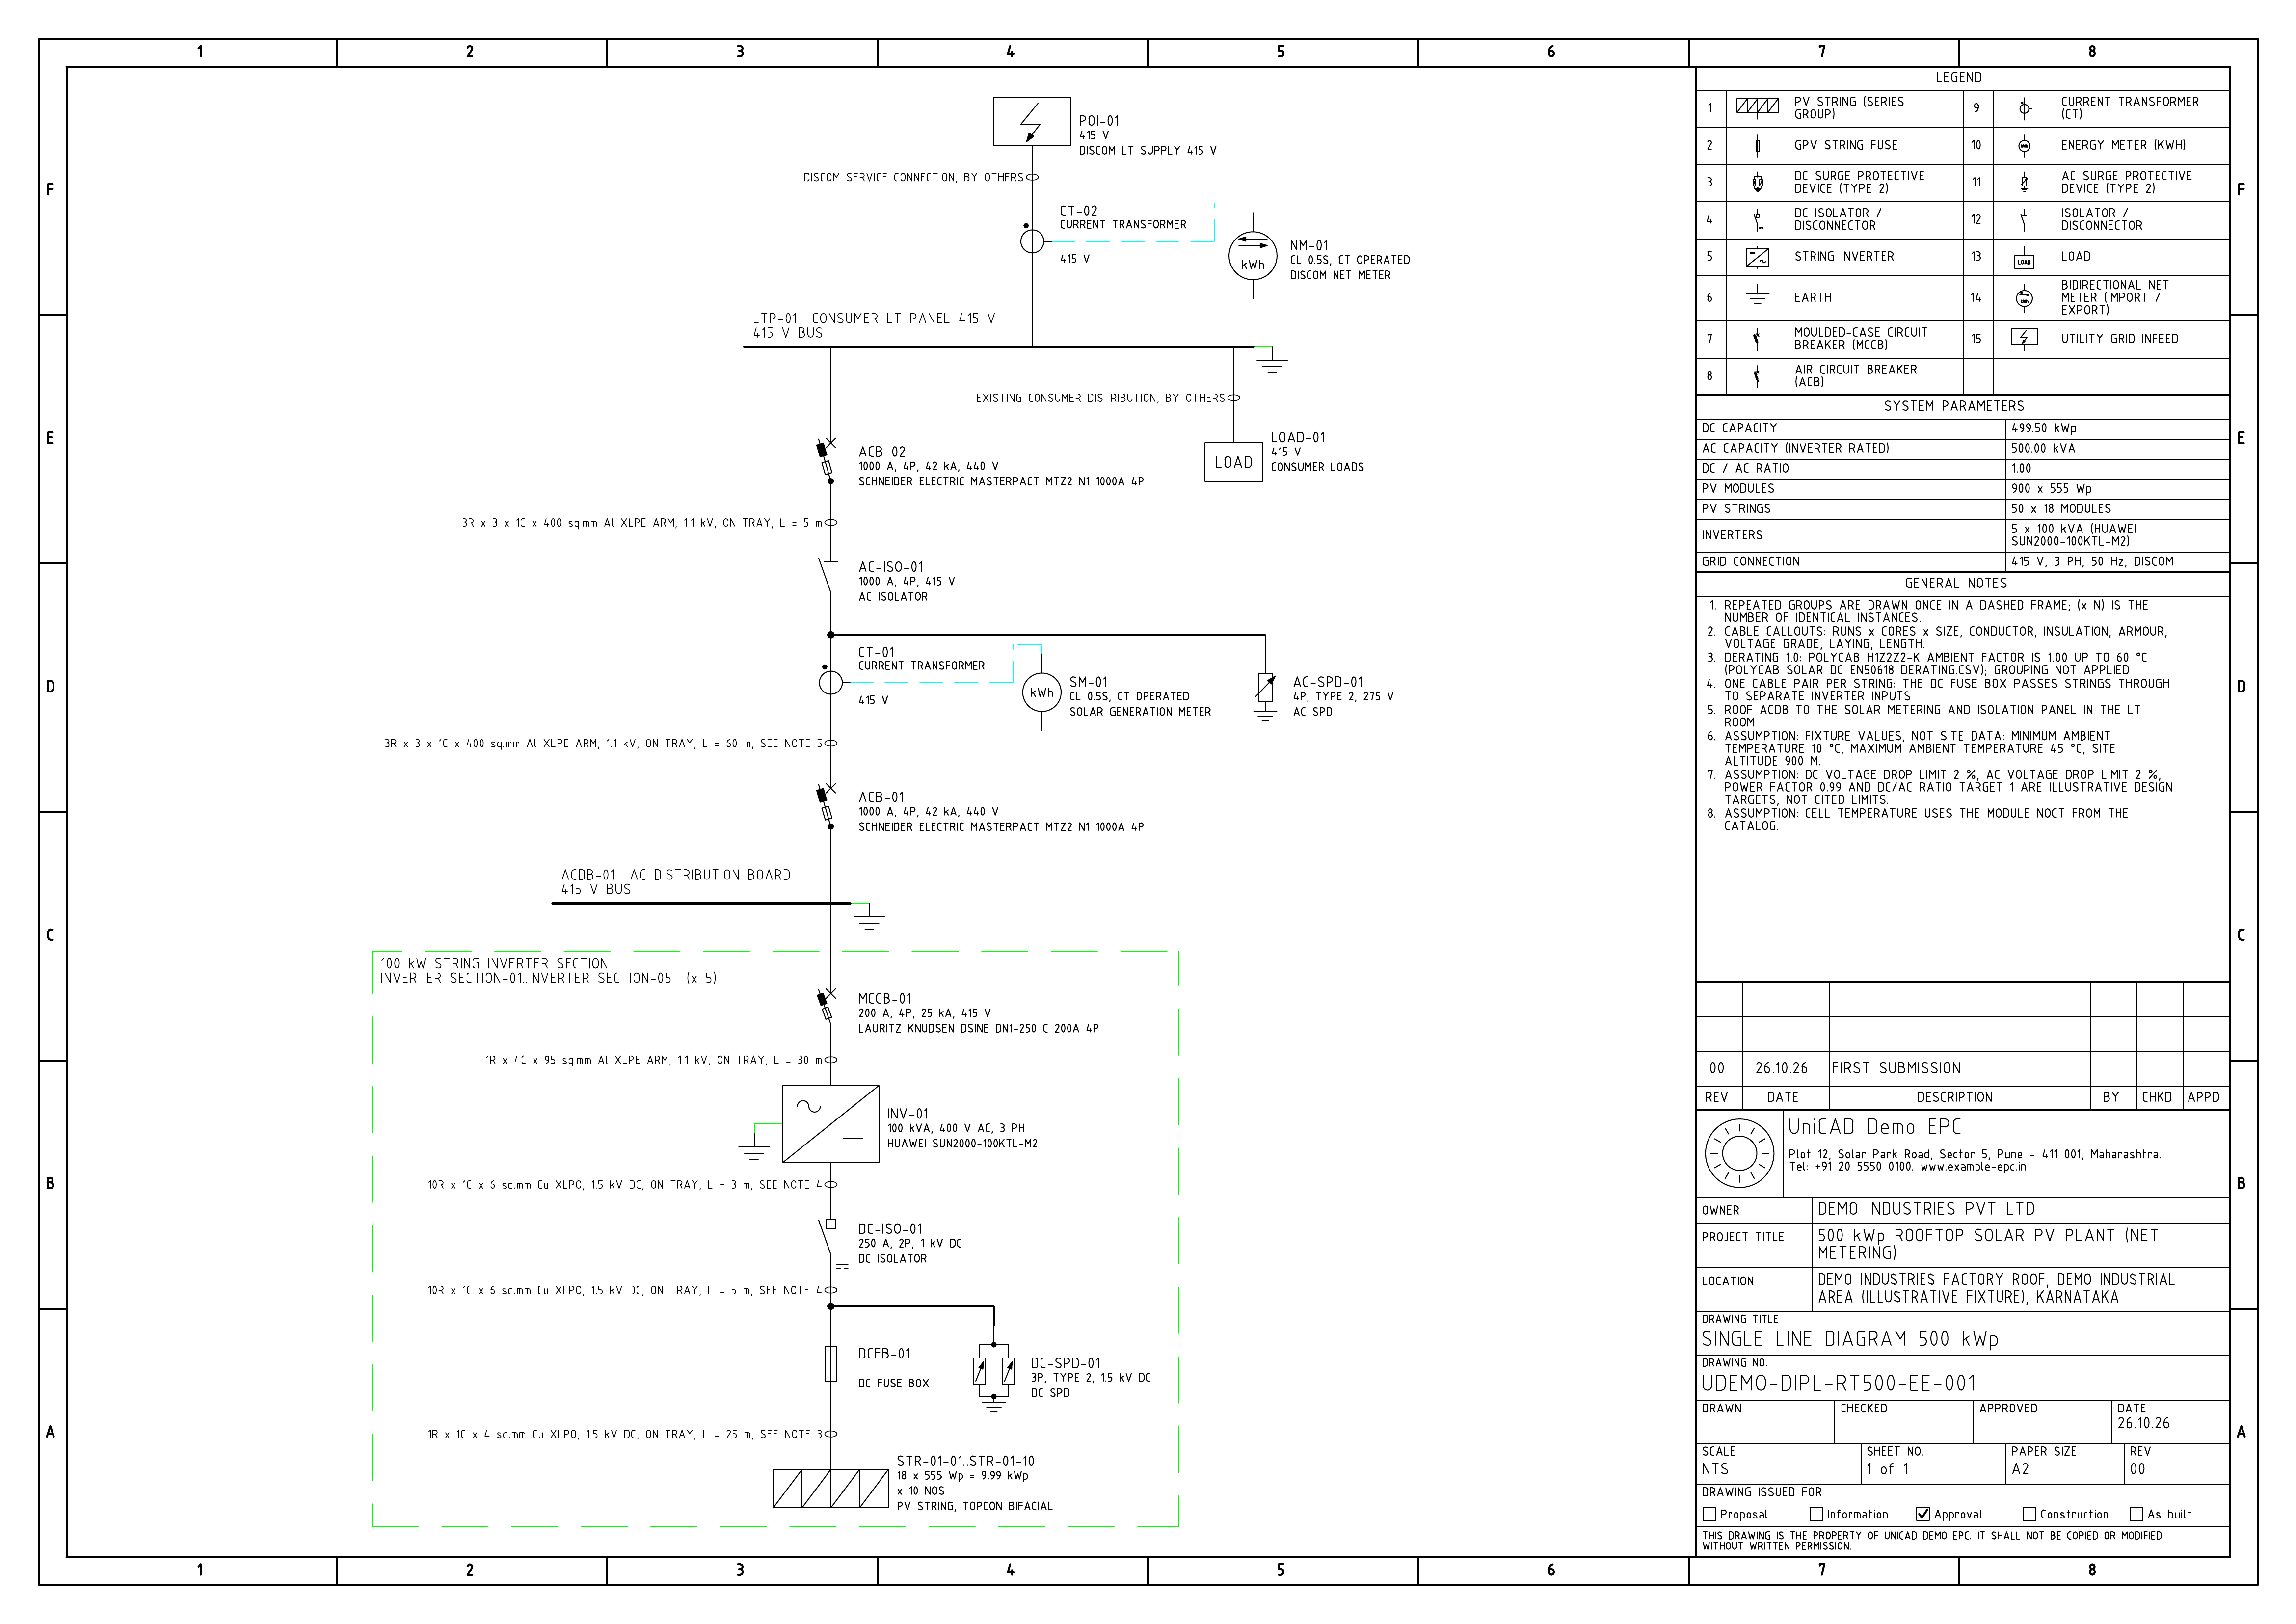 1 2 3 4 5 6 7 8
F
E
D
C
B
A
POI-01
415 V
DISCOM LT SUPPLY 415 V
DISCOM SERVICE CONNECTION, BY OTHERS
CT-02
CURRENT TRANSFORMER
415 V
NM-01
CL 0.5S, CT OPERATED
DISCOM NET METER
kWh
LTP-01 CONSUMER LT PANEL 415 V
415 V BUS
EXISTING CONSUMER DISTRIBUTION, BY OTHERS
LOAD
LOAD-01
415 V
CONSUMER LOADS
ACB-02
1000 A, 4P, 42 kA, 440 V
SCHNEIDER ELECTRIC MASTERPACT MTZ2 N1 1000A 4P
3R x 3 x 1C x 400 sq.mm Al XLPE ARM, 1.1 kV, ON TRAY, L = 5 m
AC-ISO-01
1000 A, 4P, 415 V
AC ISOLATOR
CT-01
CURRENT TRANSFORMER
415 V
kWh
SM-01
CL 0.5S, CT OPERATED
SOLAR GENERATION METER
AC-SPD-01
4P, TYPE 2, 275 V
AC SPD
3R x 3 x 1C x 400 sq.mm Al XLPE ARM, 1.1 kV, ON TRAY, L = 60 m, SEE NOTE 5
ACB-01
1000 A, 4P, 42 kA, 440 V
SCHNEIDER ELECTRIC MASTERPACT MTZ2 N1 1000A 4P
ACDB-01 AC DISTRIBUTION BOARD
415 V BUS
100 kW STRING INVERTER SECTION
INVERTER SECTION-01..INVERTER SECTION-05 (x 5)
MCCB-01
200 A, 4P, 25 kA, 415 V
LAURITZ KNUDSEN DSINE DN1-250 C 200A 4P
1R x 4C x 95 sq.mm Al XLPE ARM, 1.1 kV, ON TRAY, L = 30 m
INV-01
100 kVA, 400 V AC, 3 PH
HUAWEI SUN2000-100KTL-M2
10R x 1C x 6 sq.mm Cu XLPO, 1.5 kV DC, ON TRAY, L = 3 m, SEE NOTE 4
DC-ISO-01
250 A, 2P, 1 kV DC
DC ISOLATOR
10R x 1C x 6 sq.mm Cu XLPO, 1.5 kV DC, ON TRAY, L = 5 m, SEE NOTE 4
DCFB-01
DC FUSE BOX
DC-SPD-01
3P, TYPE 2, 1.5 kV DC
DC SPD
1R x 1C x 4 sq.mm Cu XLPO, 1.5 kV DC, ON TRAY, L = 25 m, SEE NOTE 3
STR-01-01..STR-01-10
18 x 555 Wp = 9.99 kWp
x 10 NOS
PV STRING, TOPCON BIFACIAL
LEGEND
1 PV STRING (SERIES
GROUP)
9 CURRENT TRANSFORMER
(CT)
2 GPV STRING FUSE
10 kWh ENERGY METER (KWH)
3 DC SURGE PROTECTIVE
DEVICE (TYPE 2)
11 AC SURGE PROTECTIVE
DEVICE (TYPE 2)
4 DC ISOLATOR /
DISCONNECTOR
12 ISOLATOR /
DISCONNECTOR
5 STRING INVERTER
13 LOAD LOAD
6 EARTH
14 kWh BIDIRECTIONAL NET
METER (IMPORT /
EXPORT)
7 MOULDED-CASE CIRCUIT
BREAKER (MCCB)
15 UTILITY GRID INFEED
8 AIR CIRCUIT BREAKER
(ACB)
SYSTEM PARAMETERS
DC CAPACITY 499.50 kWp
AC CAPACITY (INVERTER RATED) 500.00 kVA
DC / AC RATIO 1.00
PV MODULES 900 x 555 Wp
PV STRINGS 50 x 18 MODULES
INVERTERS 5 x 100 kVA (HUAWEI
SUN2000-100KTL-M2)
GRID CONNECTION 415 V, 3 PH, 50 Hz, DISCOM
GENERAL NOTES
1. REPEATED GROUPS ARE DRAWN ONCE IN A DASHED FRAME; (x N) IS THE
NUMBER OF IDENTICAL INSTANCES.
2. CABLE CALLOUTS: RUNS x CORES x SIZE, CONDUCTOR, INSULATION, ARMOUR,
VOLTAGE GRADE, LAYING, LENGTH.
3. DERATING 1.0: POLYCAB H1Z2Z2-K AMBIENT FACTOR IS 1.00 UP TO 60 °C
(POLYCAB SOLAR DC EN50618 DERATING.CSV); GROUPING NOT APPLIED
4. ONE CABLE PAIR PER STRING: THE DC FUSE BOX PASSES STRINGS THROUGH
TO SEPARATE INVERTER INPUTS
5. ROOF ACDB TO THE SOLAR METERING AND ISOLATION PANEL IN THE LT
ROOM
6. ASSUMPTION: FIXTURE VALUES, NOT SITE DATA: MINIMUM AMBIENT
TEMPERATURE 10 °C, MAXIMUM AMBIENT TEMPERATURE 45 °C, SITE
ALTITUDE 900 M.
7. ASSUMPTION: DC VOLTAGE DROP LIMIT 2 %, AC VOLTAGE DROP LIMIT 2 %,
POWER FACTOR 0.99 AND DC/AC RATIO TARGET 1 ARE ILLUSTRATIVE DESIGN
TARGETS, NOT CITED LIMITS.
8. ASSUMPTION: CELL TEMPERATURE USES THE MODULE NOCT FROM THE
CATALOG.
00 26.10.26 FIRST SUBMISSION
REV DATE DESCRIPTION BY CHKD APPD
UniCAD Demo EPC
Plot 12, Solar Park Road, Sector 5, Pune - 411 001, Maharashtra.
Tel: +91 20 5550 0100. www.example-epc.in
OWNER DEMO INDUSTRIES PVT LTD
PROJECT TITLE 500 kWp ROOFTOP SOLAR PV PLANT (NET
METERING)
LOCATION DEMO INDUSTRIES FACTORY ROOF, DEMO INDUSTRIAL
AREA (ILLUSTRATIVE FIXTURE), KARNATAKA
DRAWING TITLE
SINGLE LINE DIAGRAM 500 kWp
DRAWING NO.
UDEMO-DIPL-RT500-EE-001
DRAWN CHECKED APPROVED DATE
26.10.26
SCALE SHEET NO. PAPER SIZE REV
NTS 1 of 1 A2 00
DRAWING ISSUED FOR
Proposal Information Approval Construction As built
THIS DRAWING IS THE PROPERTY OF UNICAD DEMO EPC. IT SHALL NOT BE COPIED OR MODIFIED
WITHOUT WRITTEN PERMISSION.
F
E
D
C
B
A
1 2 3 4 5 6 7 8